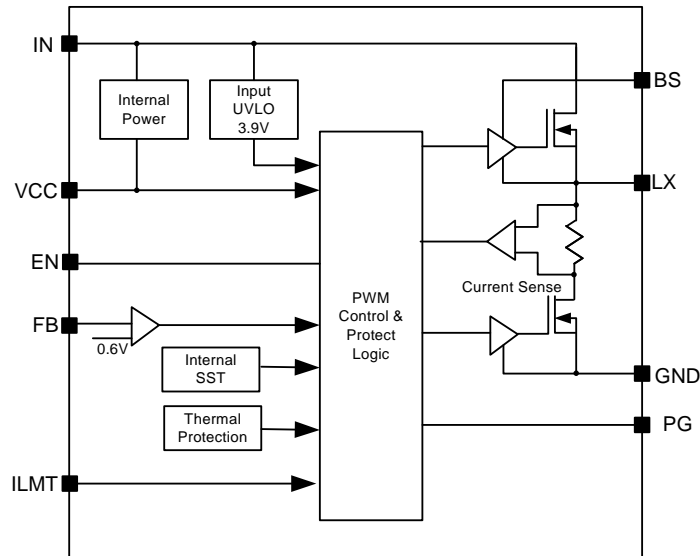 IN
BS
Internal
Power
Input
UVLO
3.9V
VCC
LX
EN
Current Sense
PWM
Control &
Protect
Logic
FB
0.6V
Internal
SST
GND
Thermal
Protection
PG
ILMT